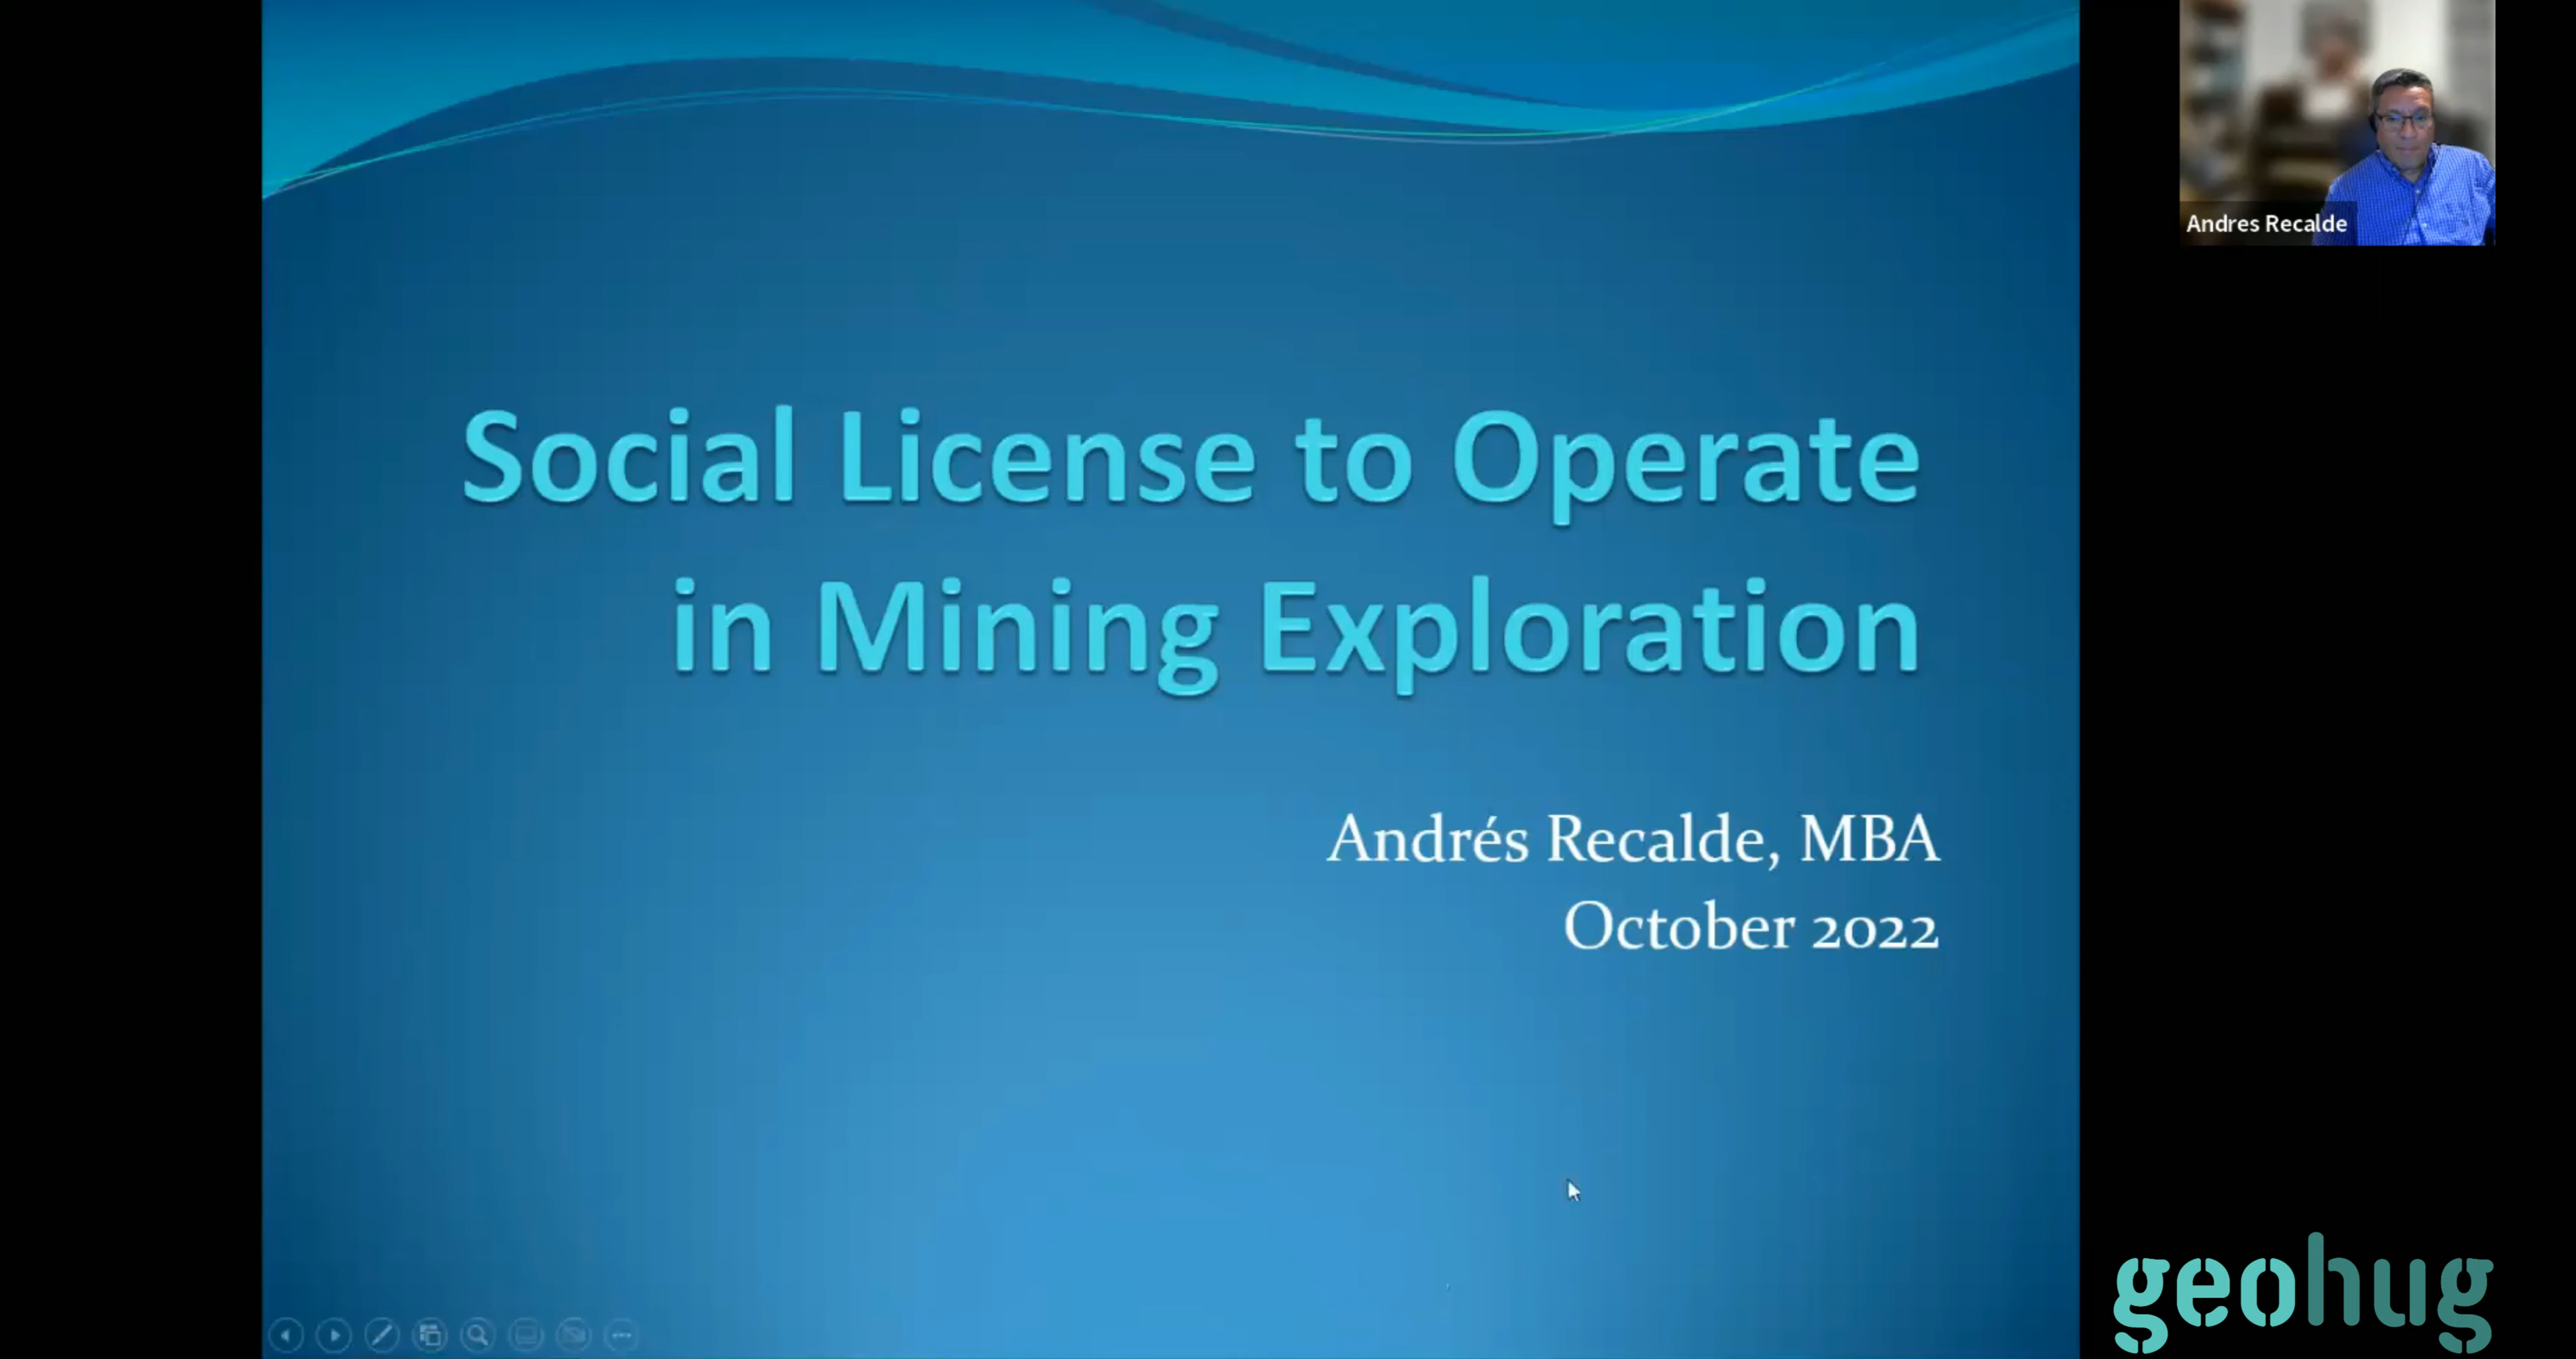 Social License to Operate
in Mining Exploration
Andrés Recalde, MBA
October 2022
Andres Recalde
geohug